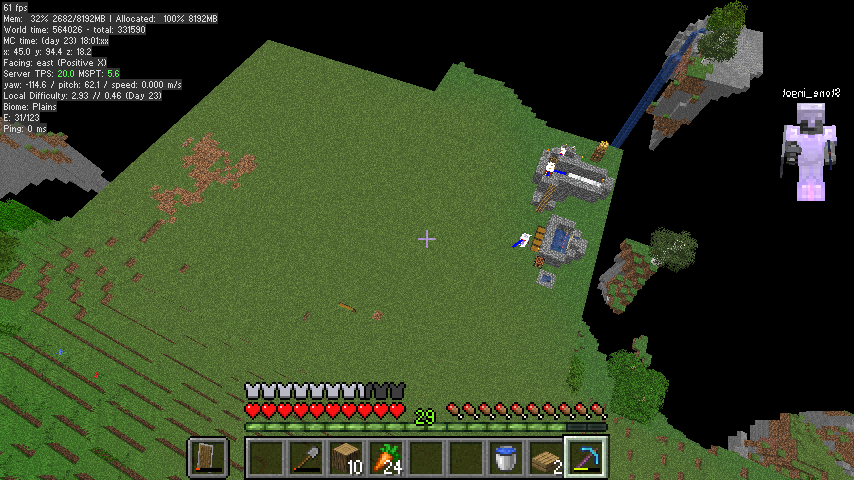 61 fps
Mem: 32% 2682/8192MB | Allocated: 100% 8192MB
World time: 564026 - total: 331590
MC time: (day 23) 18:01:xx
x: 45.0 y: 94.4 z: 18.2
Facing: east (Positive X)
Server TPS: 20.0 MSPT: 5.6
yaw: -114.6 / pitch: 62.1 / speed: 0.000 m/s
Local Difficulty: 2.93 // 0.46 (Day 23)
Biome: Plains
E: 31/123
Ping: 0 ms
29
10
24
2